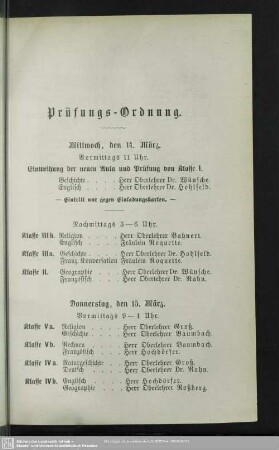 Prüfungs-Ordnung.
Mittwoch, den 14. März,
Vormittags 11 Uhr.
Einweihung der neuen Aula und Prüfung von Klasse I.
Geschichte . . . . Herr Oberlehrer Dr. Wünsche.
Englisch . . . . Herr Oberlehrer Dr. Hohlfeld.
— Eintritt nur gegen Einladungskarten. —
Nachmittags 3—6 Uhr.
Klasse IIIb. Religion . . . . Herr Oberlehrer Bahnert.
Englisch . . . . Fräulein Roquette.
Klasse IIIa. Geschichte . . . . Herr Oberlehrer Dr. Hohlfeld.
Franz. Konversation Fräulein Roquette.
Klasse II. Geographie . . . . Herr Oberlehrer Dr. Wünsche.
Französisch . . . . Herr Oberlehrer Dr. Rahn.
Donnerstag, den 15. März,
Vormittags 9—1 Uhr.
Klasse Va. Religion . . . . Herr Oberlehrer Groß.
Geschichte . . . . Herr Oberlehrer Baumbach.
Klasse Vb. Rechnen . . . . Herr Oberlehrer Baumbach.
Französisch . . . . Herr Hochdörfer.
Klasse IVa. Naturgeschichte . Herr Oberlehrer Groß.
Deutsch . . . . Herr Oberlehrer Dr. Rahn.
Klasse IVb. Englisch . . . . Herr Hochdörfer.
Geographie . . . . Herr Oberlehrer Roßberg.